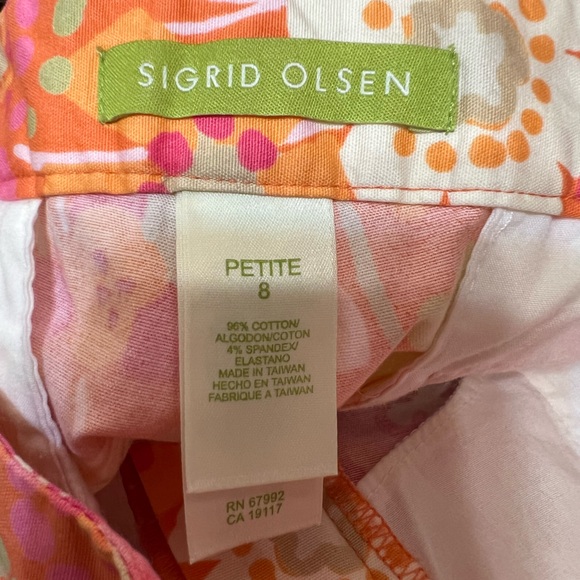 SIGRID OLSEN
PETITE
8
96% COTTON/
ALGODON/COTON
4% SPANDEX/
ELASTANO
MADE IN TAIWAN
HECHO EN TAIWAN
FABRIQUE A TAIWAN
RN 67992
CA 19117